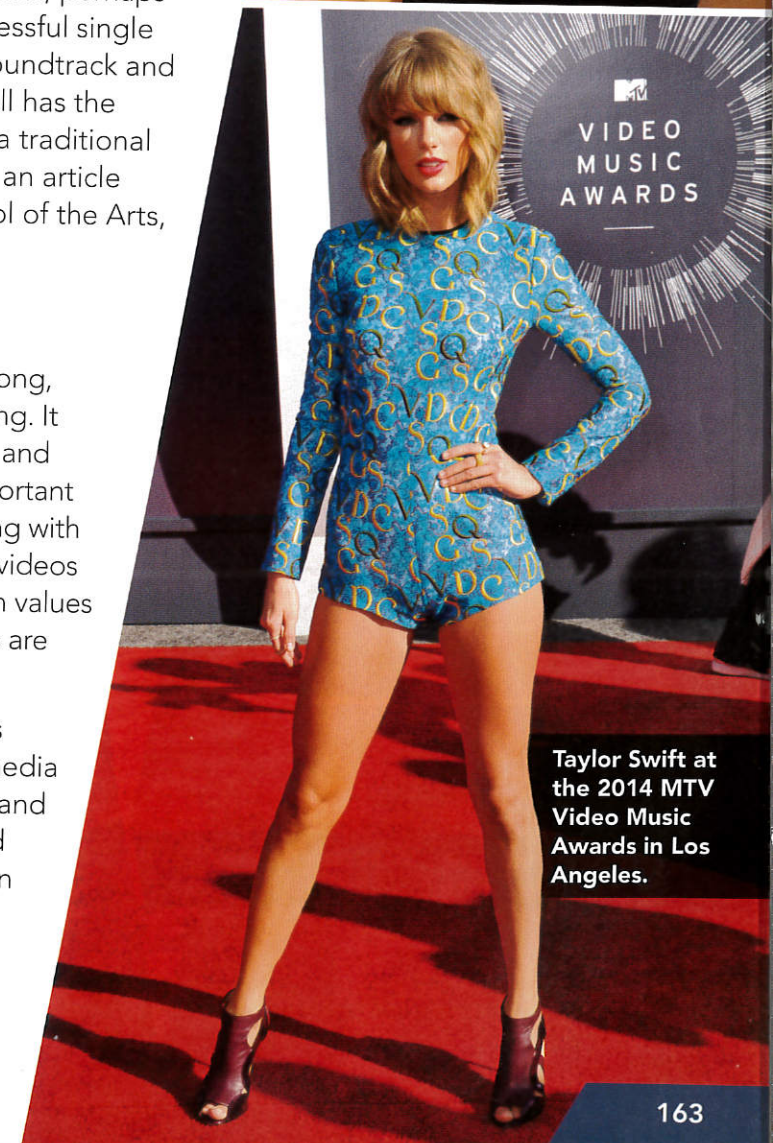 essful single
oundtrack and
ll has the
a traditional
an article
ol of the Arts,
ong,
ng. It
and
ortant
ng with
videos
n values
are
s
edia
and
d
n
MTV
VIDEO
MUSIC
AWARDS
Taylor Swift at
the 2014 MTV
Video Music
Awards in Los
Angeles.
163